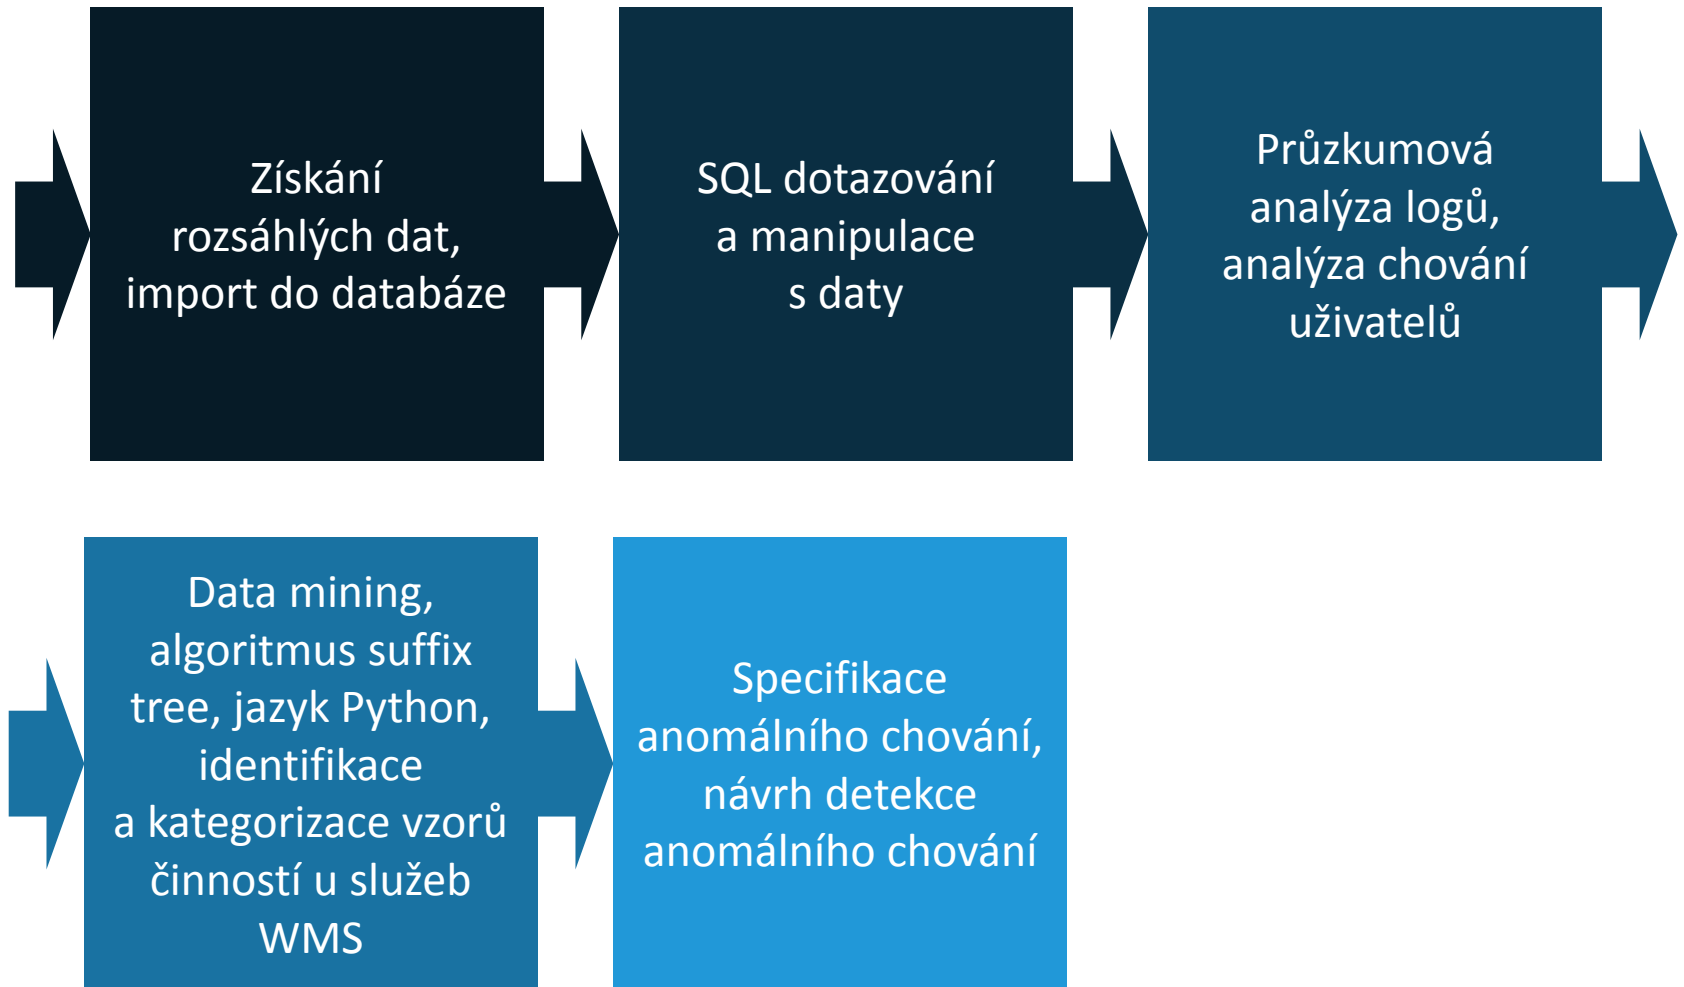 Získání
rozsáhlých dat,
import do databáze
SQL dotazování
a manipulace
s daty
Průzkumová
analýza logů,
analýza chování
uživatelů
Data mining,
algoritmus suffix
tree, jazyk Python,
identifikace
a kategorizace vzorů
činností u služeb
WMS
Specifikace
anomálního chování,
návrh detekce
anomálního chování